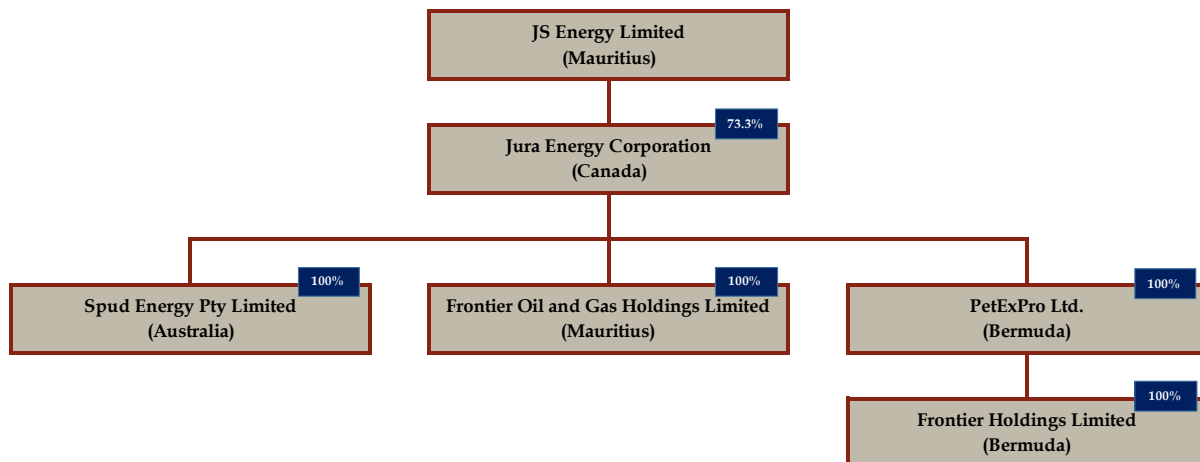 JS Energy Limited
(Mauritius)
73.3%
Jura Energy Corporation
(Canada)
100%
Spud Energy Pty Limited
(Australia)
100%
Frontier Oil and Gas Holdings Limited
(Mauritius)
100%
PetExPro Ltd.
(Bermuda)
100%
Frontier Holdings Limited
(Bermuda)